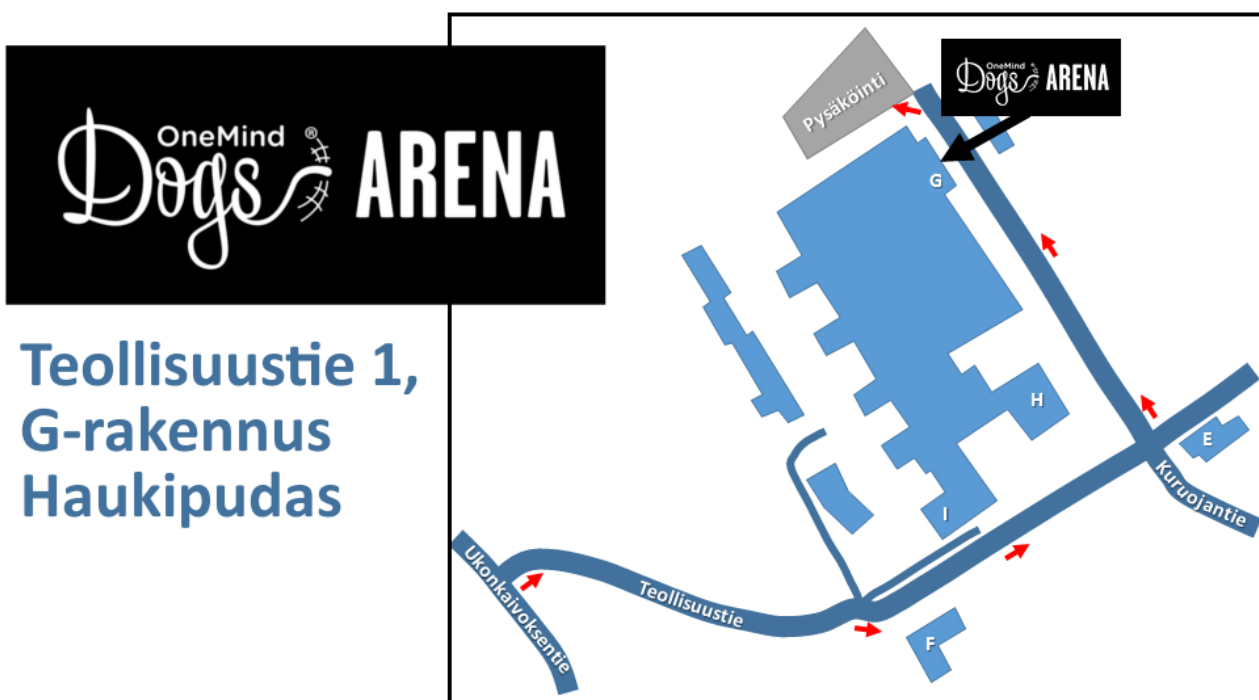 OneMind ®
Dogs ARENA
Teollisuustie 1,
G-rakennus
Haukipudas
Pysäköinti
OneMind
Dogs ARENA
G
H
E
I
Kuruojantie
Ukonkaivoksentie
Teollisuustie
F